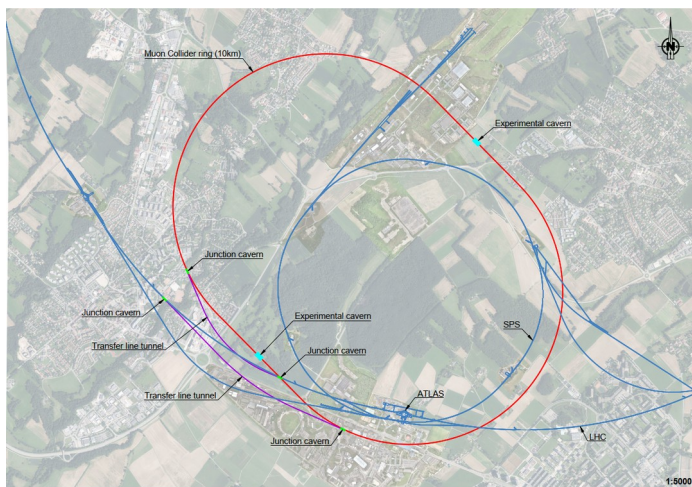 N
Muon Collider ring (10km)
Experimental cavern
Junction cavern
Junction cavern
Experimental cavern
SPS
Transfer line tunnel
Junction cavern
Transfer line tunnel
ATLAS
Junction cavern
LHC
1:5000